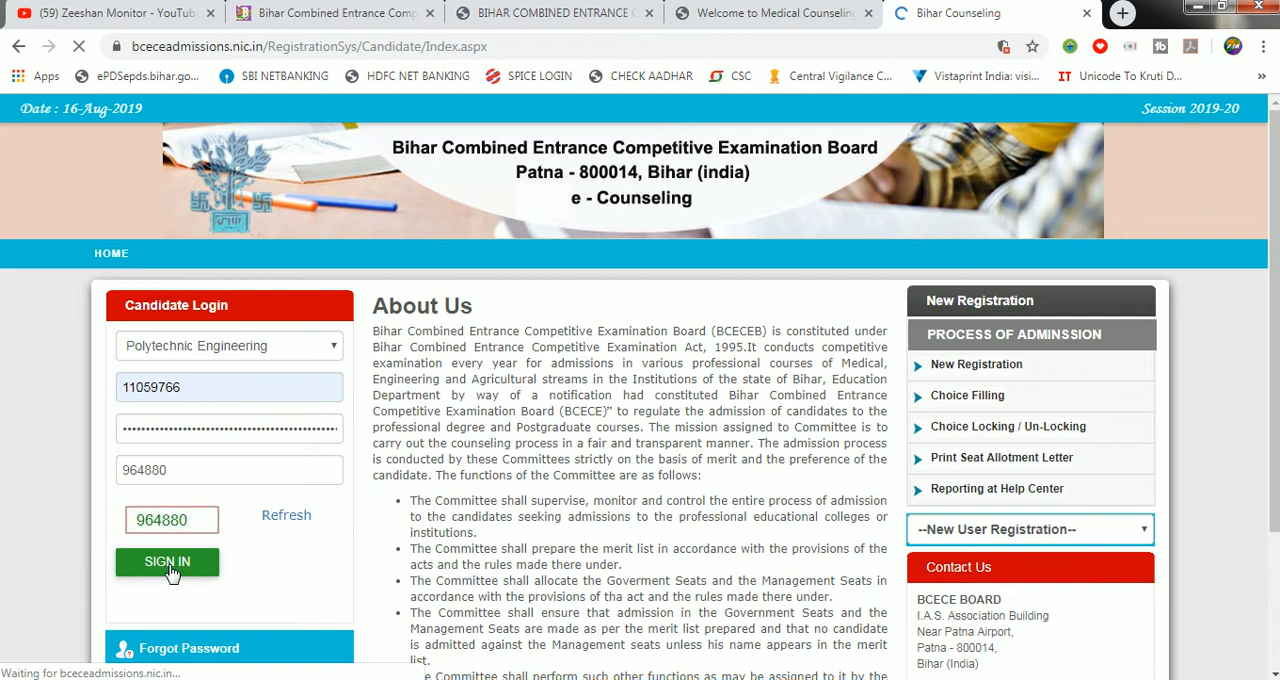 (59) Zeeshan Monitor - YouTub
Bihar Combined Entrance Comp
BIHAR COMBINED ENTRANCE C
Welcome to Medical Counseling
Bihar Counseling
bceceadmissions.nic.in/RegistrationSys/Candidate/Index.aspx
Apps
ePDSepds.bihar.go...
SBI NETBANKING
HDFC NET BANKING
SPICE LOGIN
CHECK AADHAR
CSC
Central Vigilance C...
Vistaprint India: visi...
IT Unicode To Kruti D...
Date : 16-Aug-2019
Session 2019-20
Bihar Combined Entrance Competitive Examination Board
Patna - 800014, Bihar (india)
e - Counseling
HOME
Candidate Login
Polytechnic Engineering
11059766
964880
964880
Refresh
SIGN IN
Forgot Password
About Us
Bihar Combined Entrance Competitive Examination Board (BCECEB) is constituted under
Bihar Combined Entrance Competitive Examination Act, 1995.It conducts competitive
examination every year for admissions in various professional courses of Medical,
Engineering and Agricultural streams in the Institutions of the state of Bihar, Education
Department by way of a notification had constituted Bihar Combined Entrance
Competitive Examination Board (BCECE)” to regulate the admission of candidates to the
professional degree and Postgraduate courses. The mission assigned to Committee is to
carry out the counseling process in a fair and transparent manner. The admission process
is conducted by these Committees strictly on the basis of merit and the preference of the
candidate. The functions of the Committee are as follows:
• The Committee shall supervise, monitor and control the entire process of admission
to the candidates seeking admissions to the professional educational colleges or
institutions.
• The Committee shall prepare the merit list in accordance with the provisions of the
acts and the rules made there under.
• The Committee shall allocate the Goverment Seats and the Management Seats in
accordance with the provisions of tha act and the rules made there under.
• The Committee shall ensure that admission in the Government Seats and the
Management Seats are made as per the merit list prepared and that no candidate
is admitted against the Management seats unless his name appears in the merit
list.
e Committee shall perform such other functions as may be assigned to it by the
New Registration
PROCESS OF ADMINSSION
New Registration
Choice Filling
Choice Locking / Un-Locking
Print Seat Allotment Letter
Reporting at Help Center
--New User Registration--
Contact Us
BCECE BOARD
I.A.S. Association Building
Near Patna Airport,
Patna - 800014,
Bihar (India)
Waiting for bceceadmissions.nic.in...